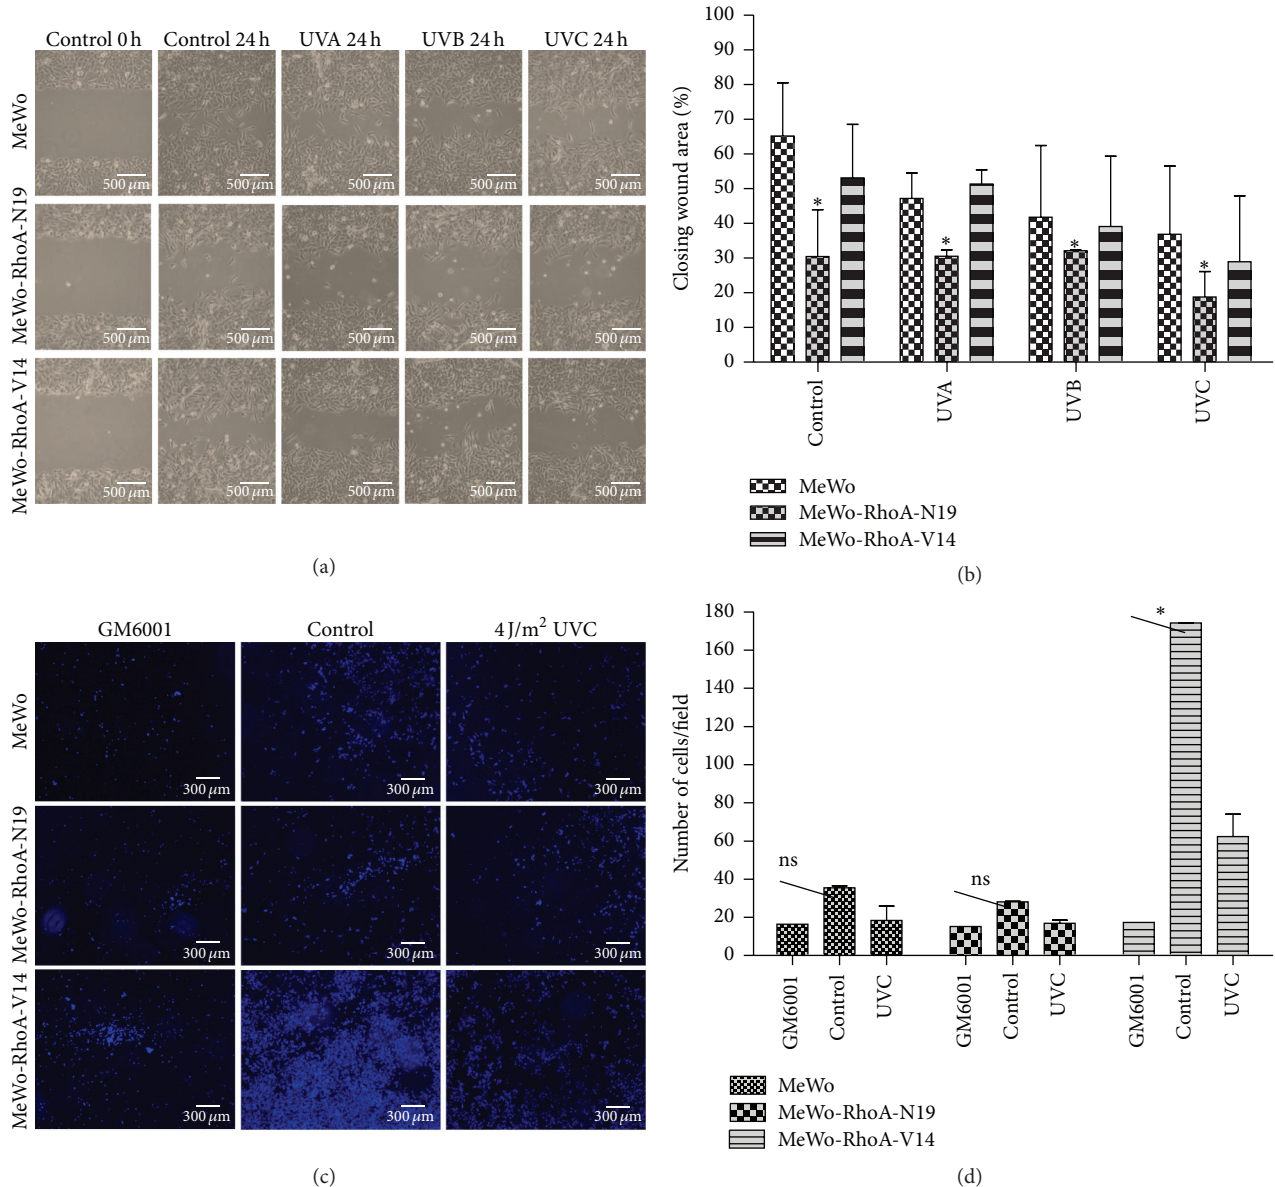 Control 0 h Control 24 h UVA 24 h UVB 24 h UVC 24 h
MeWo
500 µm 500 µm 500 µm 500 µm 500 µm
MeWo-RhoA-N19
500 µm 500 µm 500 µm 500 µm 500 µm
MeWo-RhoA-V14
500 µm 500 µm 500 µm 500 µm 500 µm
(a)
Closing wound area (%)
100
90
80
70
60
50
40
30
20
10
0
* * * *
Control UVA UVB UVC
MeWo
MeWo-RhoA-N19
MeWo-RhoA-V14
(b)
GM6001 Control 4 J/m² UVC
MeWo
300 µm 300 µm 300 µm
MeWo-RhoA-N19
300 µm 300 µm 300 µm
MeWo-RhoA-V14
300 µm 300 µm 300 µm
(c)
Number of cells/field
180
160
140
120
180
80
60
40
20
0
ns ns *
GM6001 Control UVC GM6001 Control UVC GM6001 Control UVC
MeWo
MeWo-RhoA-N19
MeWo-RhoA-V14
(d)